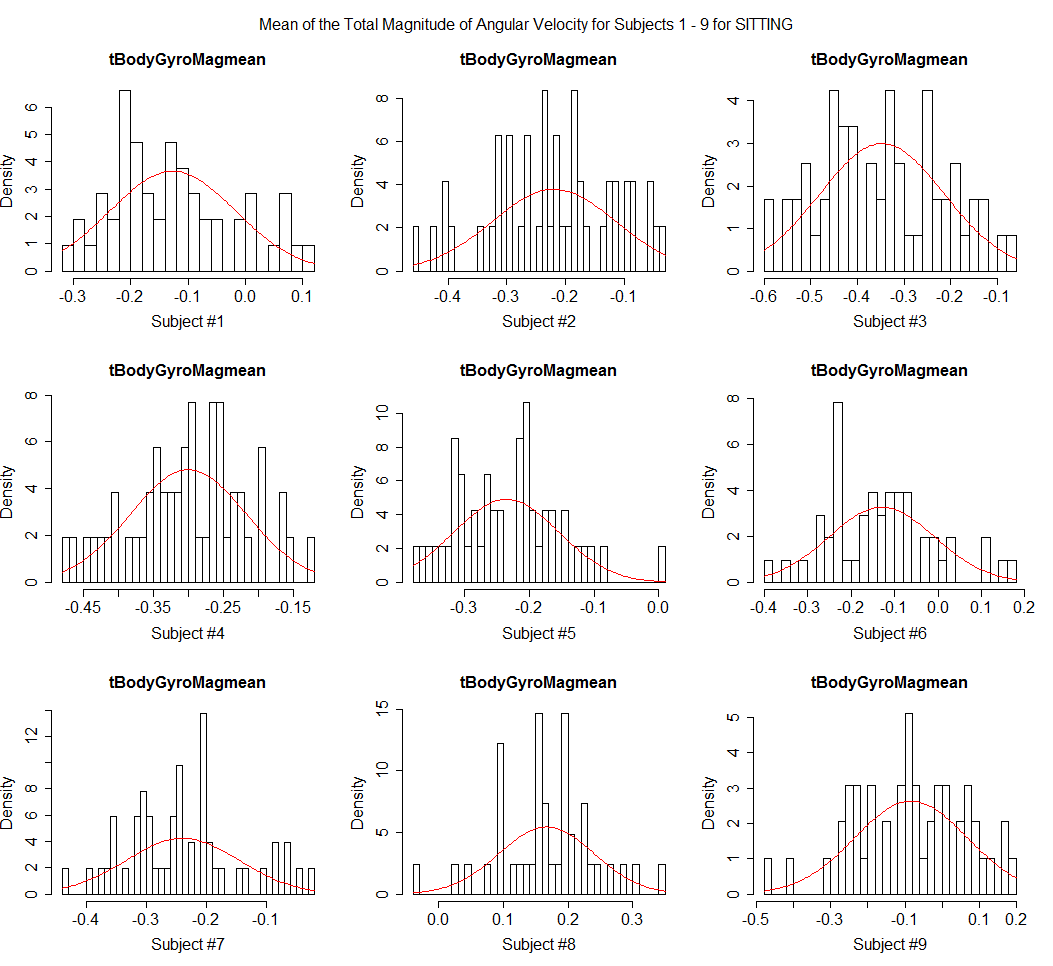 Mean of the Total Magnitude of Angular Velocity for Subjects 1 - 9 for SITTING
tBodyGyroMagmean
Density
0 1 2 3 4 5 6
-0.3 -0.2 -0.1 0.0 0.1
Subject #1
tBodyGyroMagmean
Density
0 2 4 6 8
-0.4 -0.3 -0.2 -0.1
Subject #2
tBodyGyroMagmean
Density
0 1 2 3 4
-0.6 -0.5 -0.4 -0.3 -0.2 -0.1
Subject #3
tBodyGyroMagmean
Density
0 2 4 6 8
-0.45 -0.35 -0.25 -0.15
Subject #4
tBodyGyroMagmean
Density
0 2 4 6 8 10
-0.3 -0.2 -0.1 0.0
Subject #5
tBodyGyroMagmean
Density
0 2 4 6 8
-0.4 -0.3 -0.2 -0.1 0.0 0.1 0.2
Subject #6
tBodyGyroMagmean
Density
0 2 4 6 8 12
-0.4 -0.3 -0.2 -0.1
Subject #7
tBodyGyroMagmean
Density
0 5 10 15
0.0 0.1 0.2 0.3
Subject #8
tBodyGyroMagmean
Density
0 1 2 3 4 5
-0.5 -0.3 -0.1 0.1 0.2
Subject #9